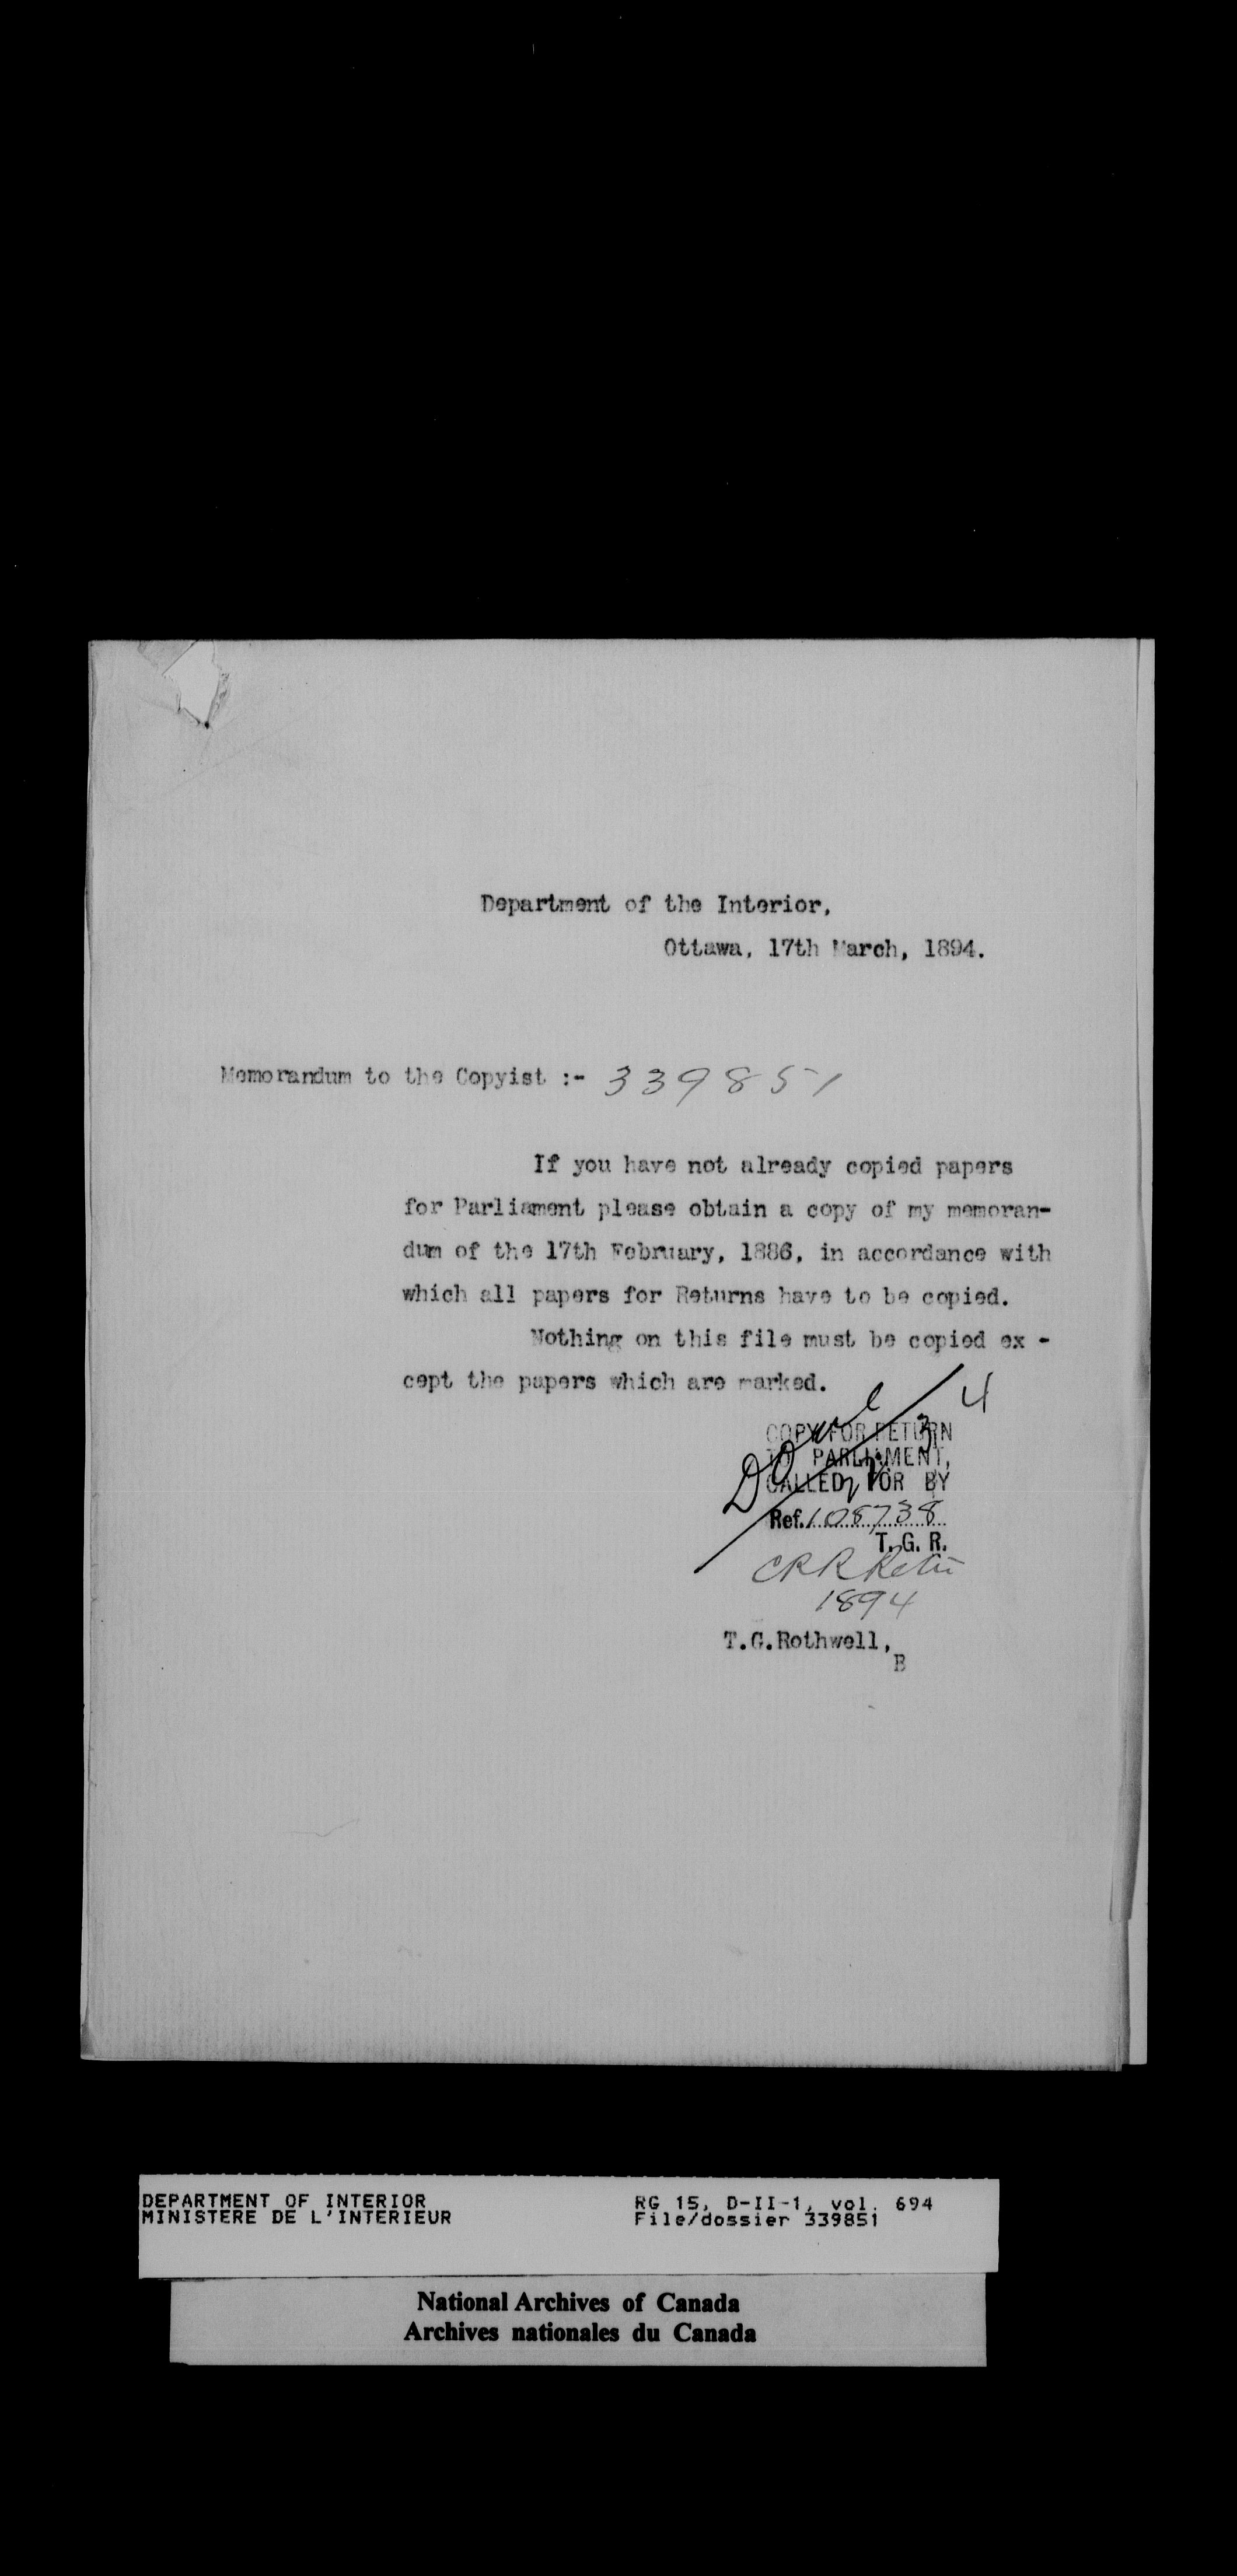 Department of the Interior,
Ottawa, 17th March, 1894.
Memorandum to the Copyist :- 339851
If you have not already copied papers
for Parliament please obtain a copy of my memoran-
dum of the 17th February, 1886, in accordance with
which all papers for Returns have to be copied.
Nothing on this file must be copied ex -
cept the papers which are marked.
COPY FOR RETURN
TO PARLIAMENT,
CALLED FOR BY
Ref. 108738
T. G. R.
CRR
1894
T.G.Rothwell,
B
DEPARTMENT OF INTERIOR
MINISTERE DE L'INTERIEUR
RG 15, D-II-1, vol. 694
File/dossier 339851
National Archives of Canada
Archives nationales du Canada